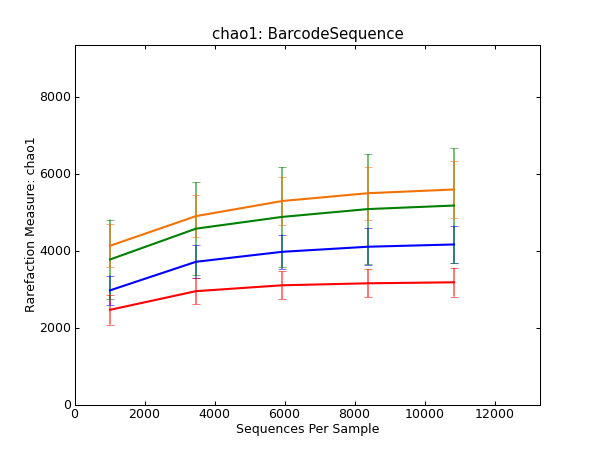 chao1: BarcodeSequence
Rarefaction Measure: chao1
8000
6000
4000
2000
0
0 2000 4000 6000 8000 10000 12000
Sequences Per Sample